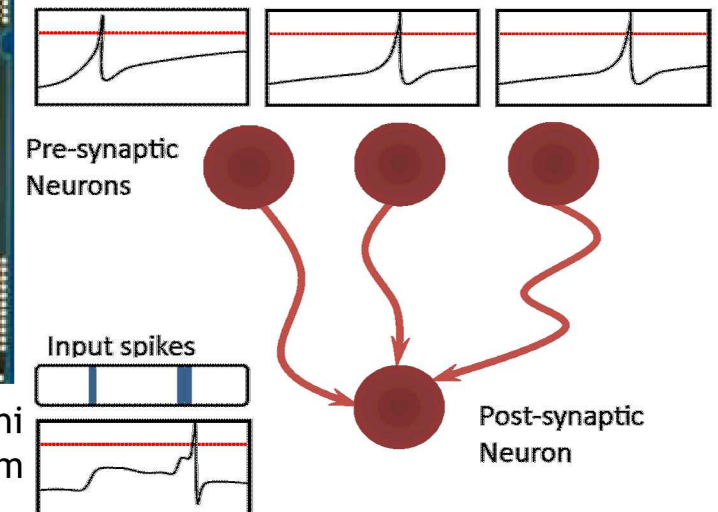 Pre-synaptic
Neurons
Input spikes
Post-synaptic
Neuron